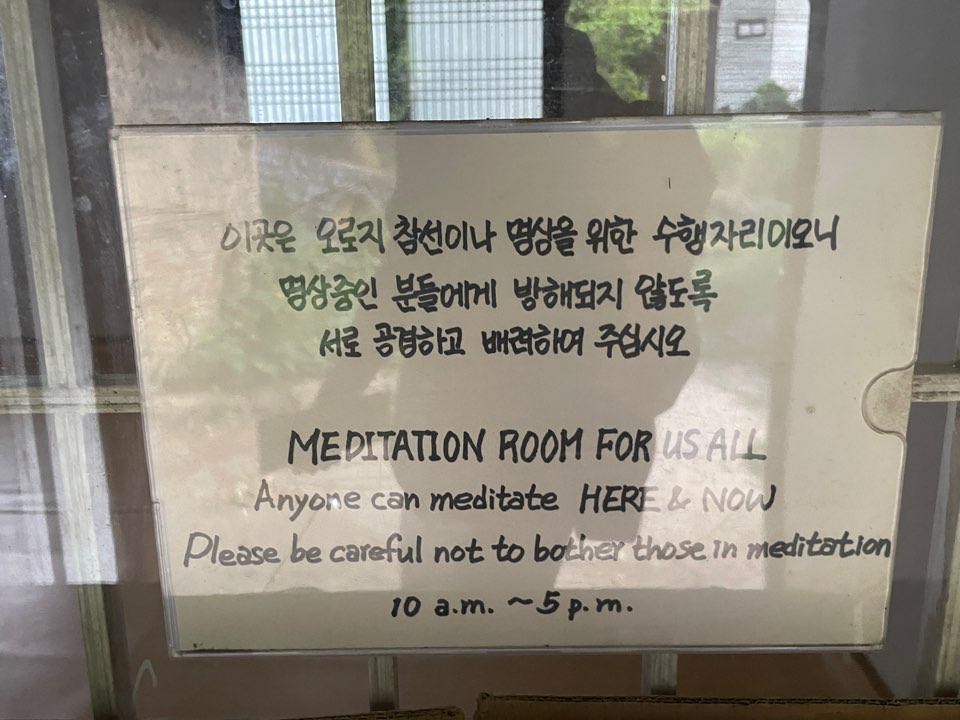 이곳은 오로지 참선이나 명상을 위한 수행자리이오니
명상중인 분들에게 방해되지 않도록
서로 공경하고 배려하여 주십시오
MEDITATION ROOM FOR US ALL
Anyone can meditate HERE & NOW
Please be careful not to bother those in meditation
10 a.m. ~ 5 p.m.